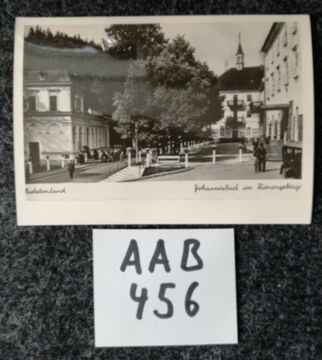 Sudetenland
Johannisbad im Riesengebirge
AAB
456